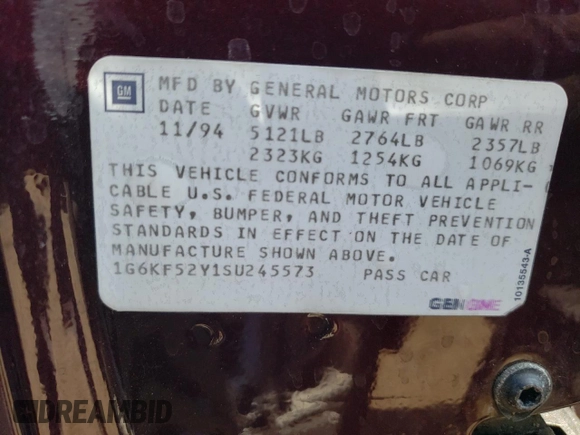 GM MFD BY GENERAL MOTORS CORP
DATE GVWR GAWR FRT GAWR RR
11/94 5121LB 2764LB 2357LB
2323KG 1254KG 1069KG
THIS VEHICLE CONFORMS TO ALL APPLI-
CABLE U.S. FEDERAL MOTOR VEHICLE
SAFETY, BUMPER, AND THEFT PREVENTION
STANDARDS IN EFFECT ON THE DATE OF
MANUFACTURE SHOWN ABOVE.
1G6KF52Y1SU245573 PASS CAR
10135543-A
DREAMBID